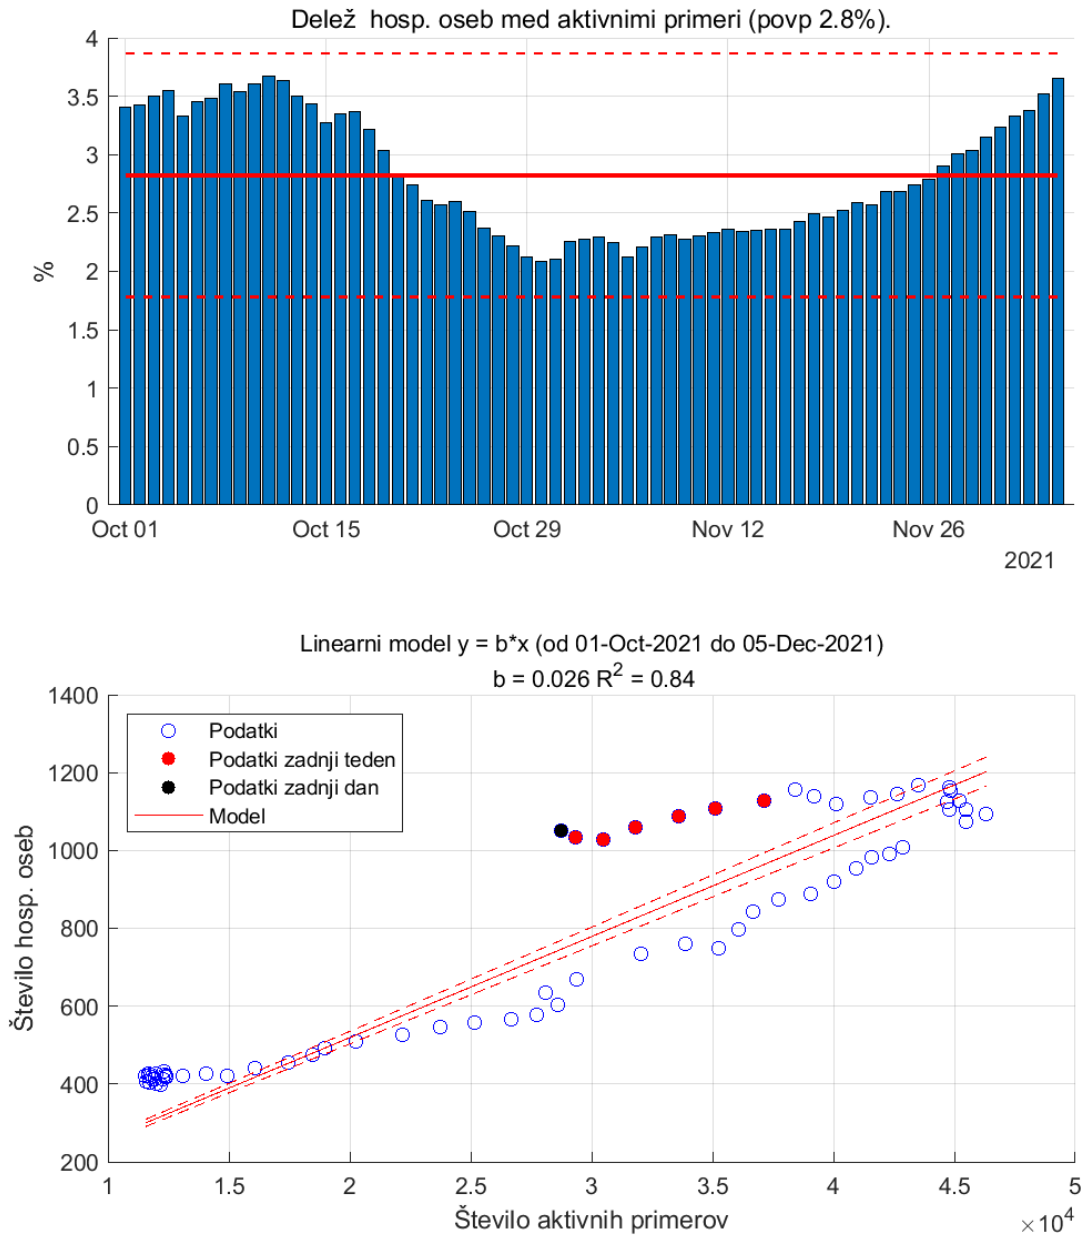 Delež  hosp. oseb med aktivnimi primeri (povp 2.8%).
4
3.5
3
2.5
2
1.5
1
0.5
0
%
Oct 01 Oct 15 Oct 29 Nov 12 Nov 26
2021
Linearni model y = b*x (od 01-Oct-2021 do 05-Dec-2021)
b = 0.026 R² = 0.84
1400
1200
1000
800
600
400
200
Število hosp. oseb
Podatki
Podatki zadnji teden
Podatki zadnji dan
Model
1 1.5 2 2.5 3 3.5 4 4.5 5
Število aktivnih primerov
×10⁴